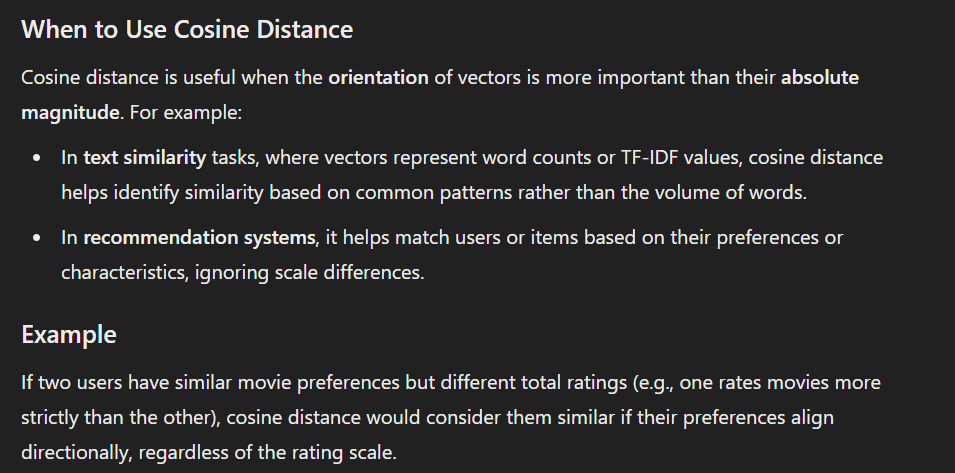 When to Use Cosine Distance
Cosine distance is useful when the orientation of vectors is more important than their absolute
magnitude. For example:
• In text similarity tasks, where vectors represent word counts or TF-IDF values, cosine distance
helps identify similarity based on common patterns rather than the volume of words.
• In recommendation systems, it helps match users or items based on their preferences or
characteristics, ignoring scale differences.
Example
If two users have similar movie preferences but different total ratings (e.g., one rates movies more
strictly than the other), cosine distance would consider them similar if their preferences align
directionally, regardless of the rating scale.